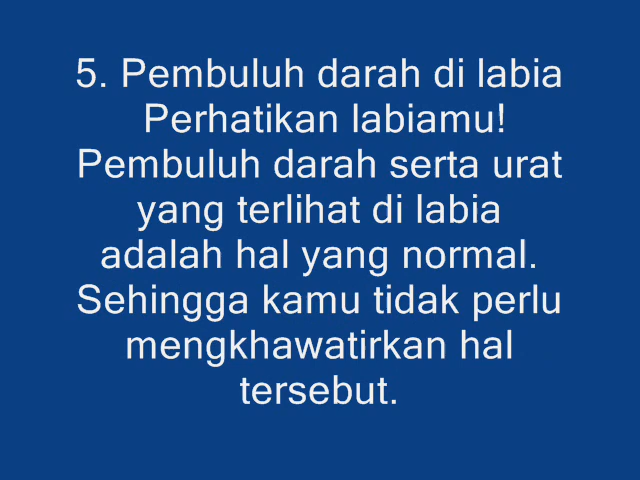 5. Pembuluh darah di labia
Perhatikan labiamu!
Pembuluh darah serta urat
yang terlihat di labia
adalah hal yang normal.
Sehingga kamu tidak perlu
mengkhawatirkan hal
tersebut.